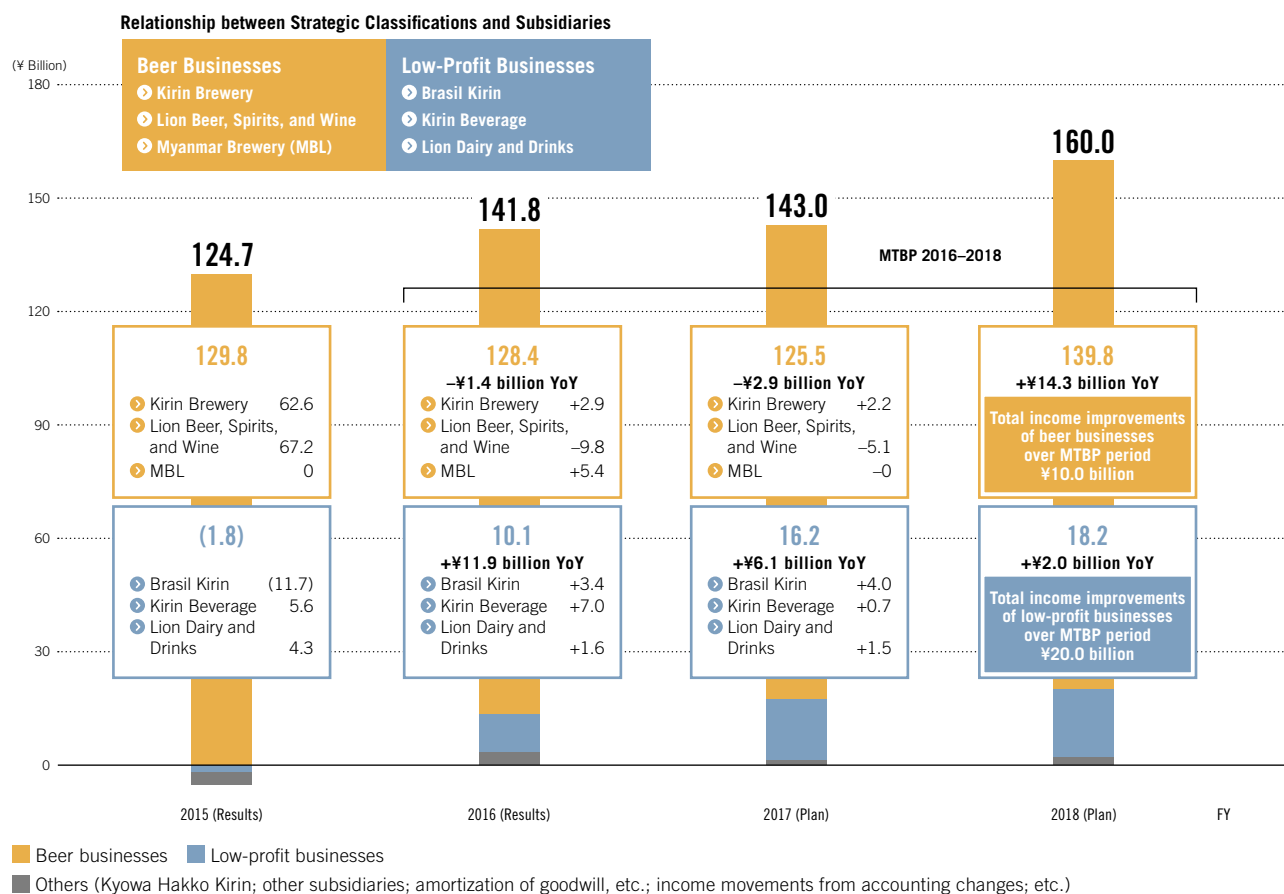 Relationship between Strategic Classifications and Subsidiaries
(¥ Billion)
Beer Businesses
Kirin Brewery
Lion Beer, Spirits, and Wine
Myanmar Brewery (MBL)
Low-Profit Businesses
Brasil Kirin
Kirin Beverage
Lion Dairy and Drinks
180
150
120
90
60
30
0
124.7
141.8
143.0
160.0
MTBP 2016–2018
129.8
Kirin Brewery 62.6
Lion Beer, Spirits,
and Wine 67.2
MBL 0
128.4
–¥1.4 billion YoY
Kirin Brewery +2.9
Lion Beer, Spirits,
and Wine –9.8
MBL +5.4
125.5
–¥2.9 billion YoY
Kirin Brewery +2.2
Lion Beer, Spirits,
and Wine –5.1
MBL –0
139.8
+¥14.3 billion YoY
Total income improvements
of beer businesses
over MTBP period
¥10.0 billion
(1.8)
Brasil Kirin (11.7)
Kirin Beverage 5.6
Lion Dairy and
Drinks 4.3
10.1
+¥11.9 billion YoY
Brasil Kirin +3.4
Kirin Beverage +7.0
Lion Dairy and
Drinks +1.6
16.2
+¥6.1 billion YoY
Brasil Kirin +4.0
Kirin Beverage +0.7
Lion Dairy and
Drinks +1.5
18.2
+¥2.0 billion YoY
Total income improvements
of low-profit businesses
over MTBP period
¥20.0 billion
2015 (Results)
2016 (Results)
2017 (Plan)
2018 (Plan)
FY
Beer businesses
Low-profit businesses
Others (Kyowa Hakko Kirin; other subsidiaries; amortization of goodwill, etc.; income movements from accounting changes; etc.)